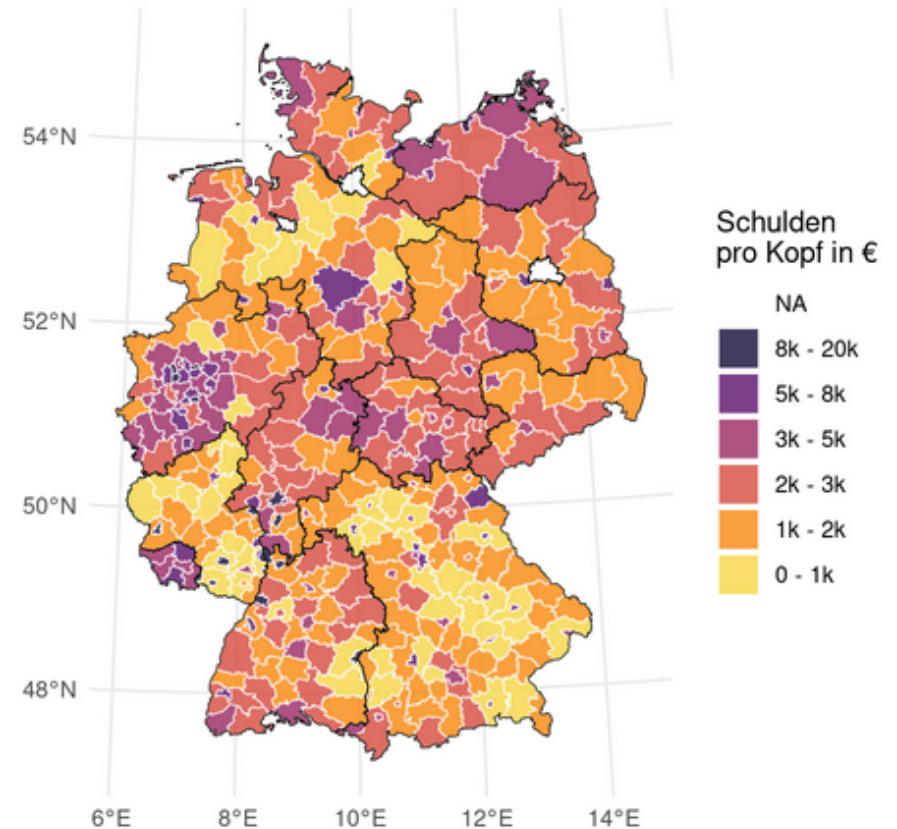 54°N
52°N
50°N
48°N
6°E 8°E 10°E 12°E 14°E
Schulden
pro Kopf in €
NA
8k - 20k
5k - 8k
3k - 5k
2k - 3k
1k - 2k
0 - 1k